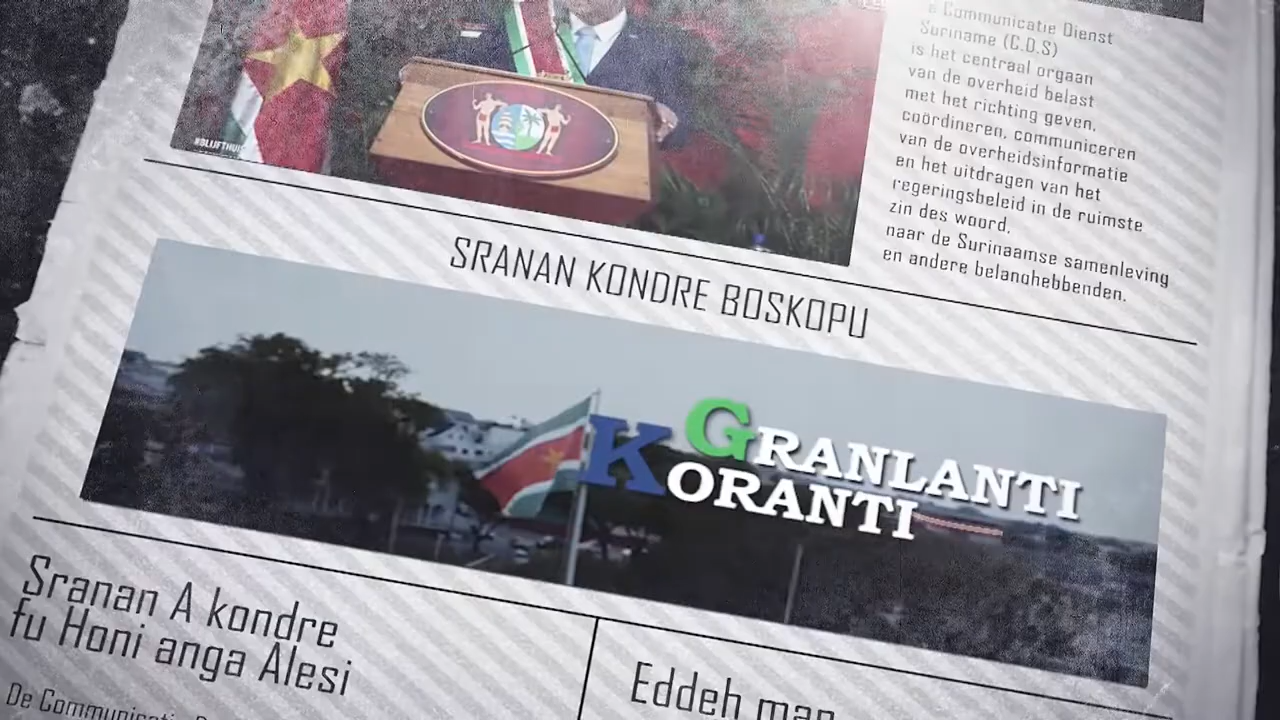 e Communicatie Dienst
Suriname (C.D.S)
is het centraal orgaan
van de overheid belast
met het richting geven,
coördineren, communiceren
van de overheidsinformatie
en het uitdragen van het
regeringsbeleid in de ruimste
zin des woord,
naar de Surinaamse samenleving
en andere belanghebbenden.
SRANAN KONDRE BOSKOPU
GRANLANTI
KORANTI
Sranan A kondre
fu Honi anga Alesi
De Communicatie
Eddeh man